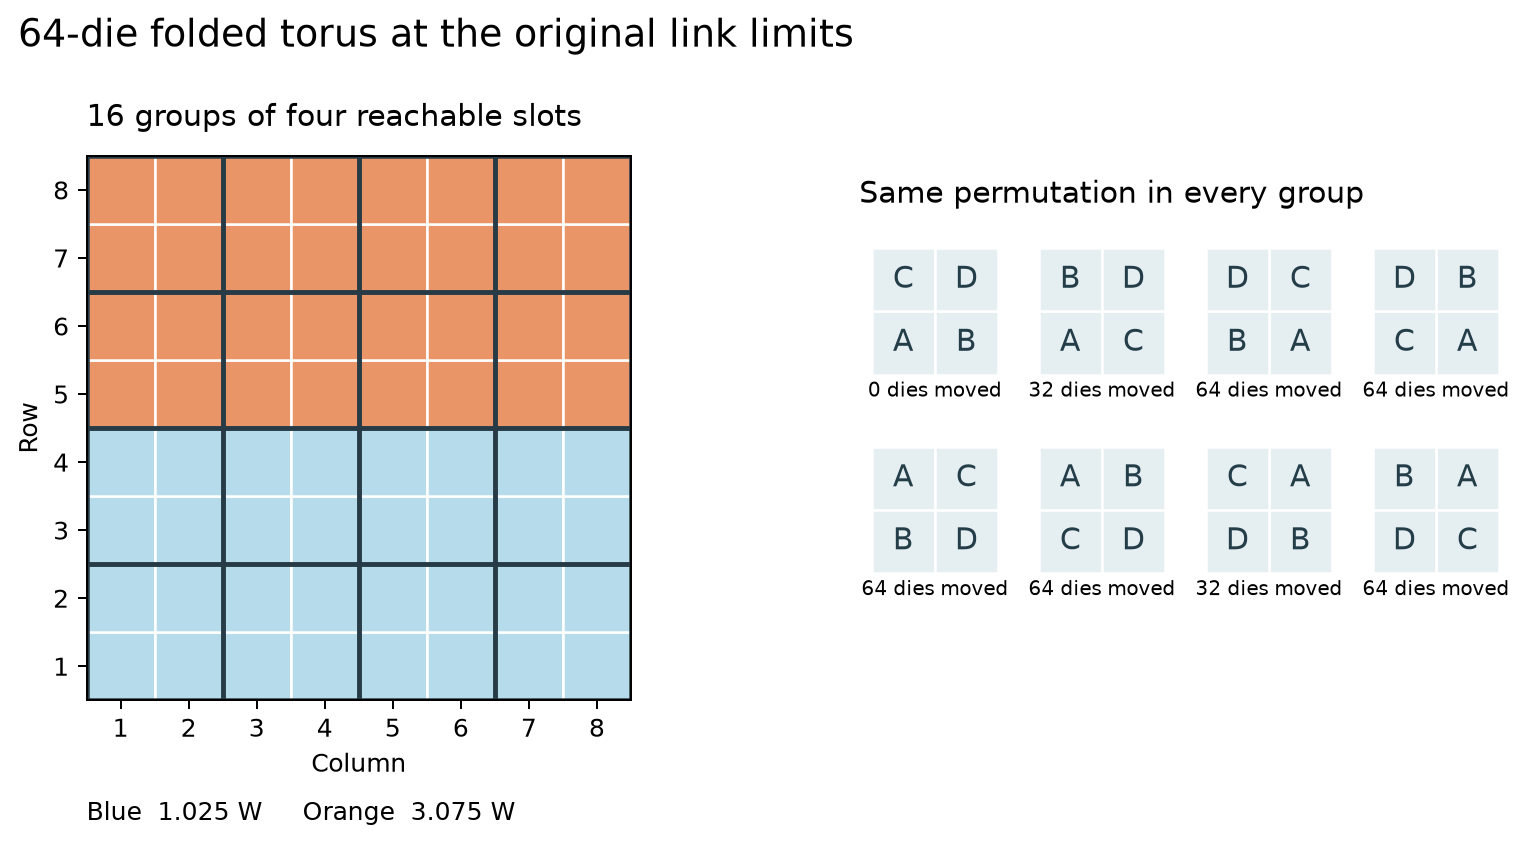 64-die folded torus at the original link limits
16 groups of four reachable slots
8
7
6
5
4
3
2
1
Row
1 2 3 4 5 6 7 8
Column
Blue 1.025 W Orange 3.075 W
Same permutation in every group
C D B D D C D B
A B A C B A C A
0 dies moved 32 dies moved 64 dies moved 64 dies moved
A C A B C A B A
B D C D D B D C
64 dies moved 64 dies moved 32 dies moved 64 dies moved